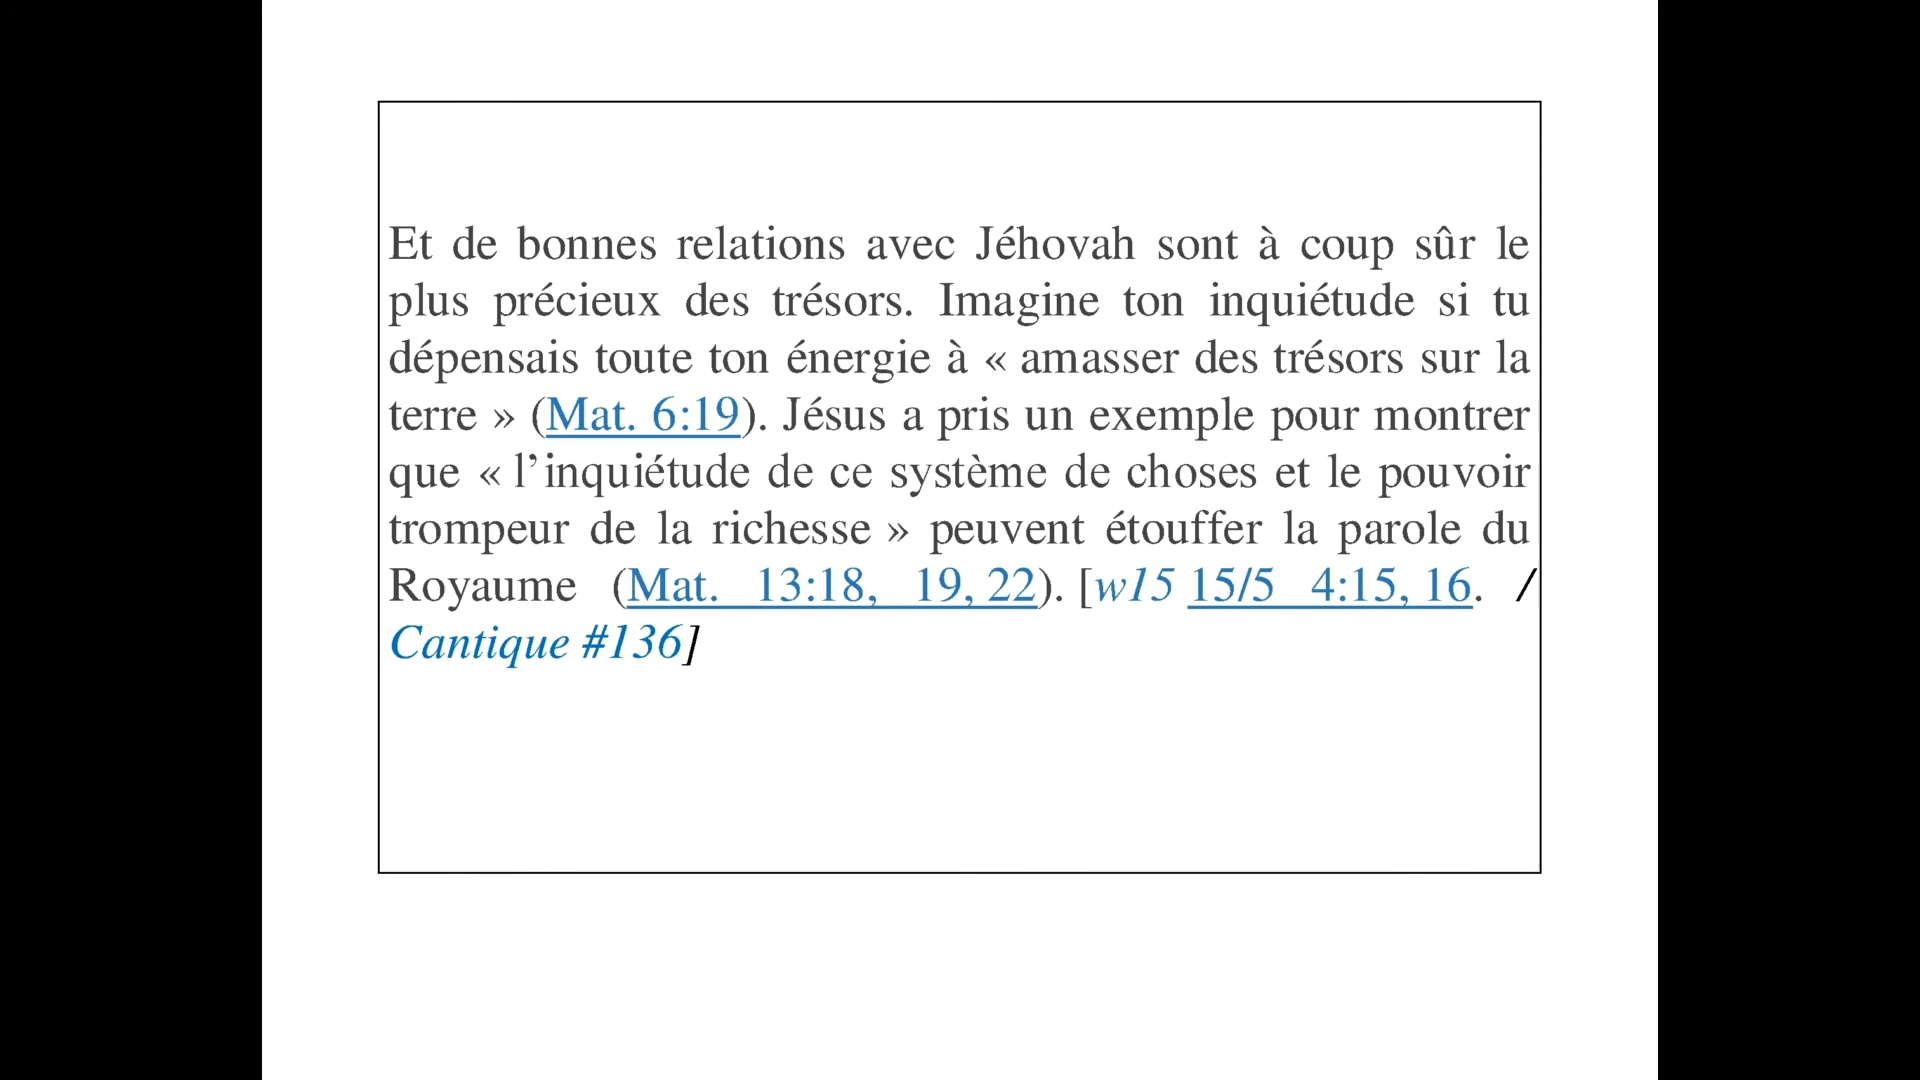 Et de bonnes relations avec Jéhovah sont à coup sûr le
plus précieux des trésors. Imagine ton inquiétude si tu
dépensais toute ton énergie à « amasser des trésors sur la
terre » (Mat. 6:19). Jésus a pris un exemple pour montrer
que « l’inquiétude de ce système de choses et le pouvoir
trompeur de la richesse » peuvent étouffer la parole du
Royaume (Mat. 13:18, 19, 22). [w15 15/5 4:15, 16. /
Cantique #136]